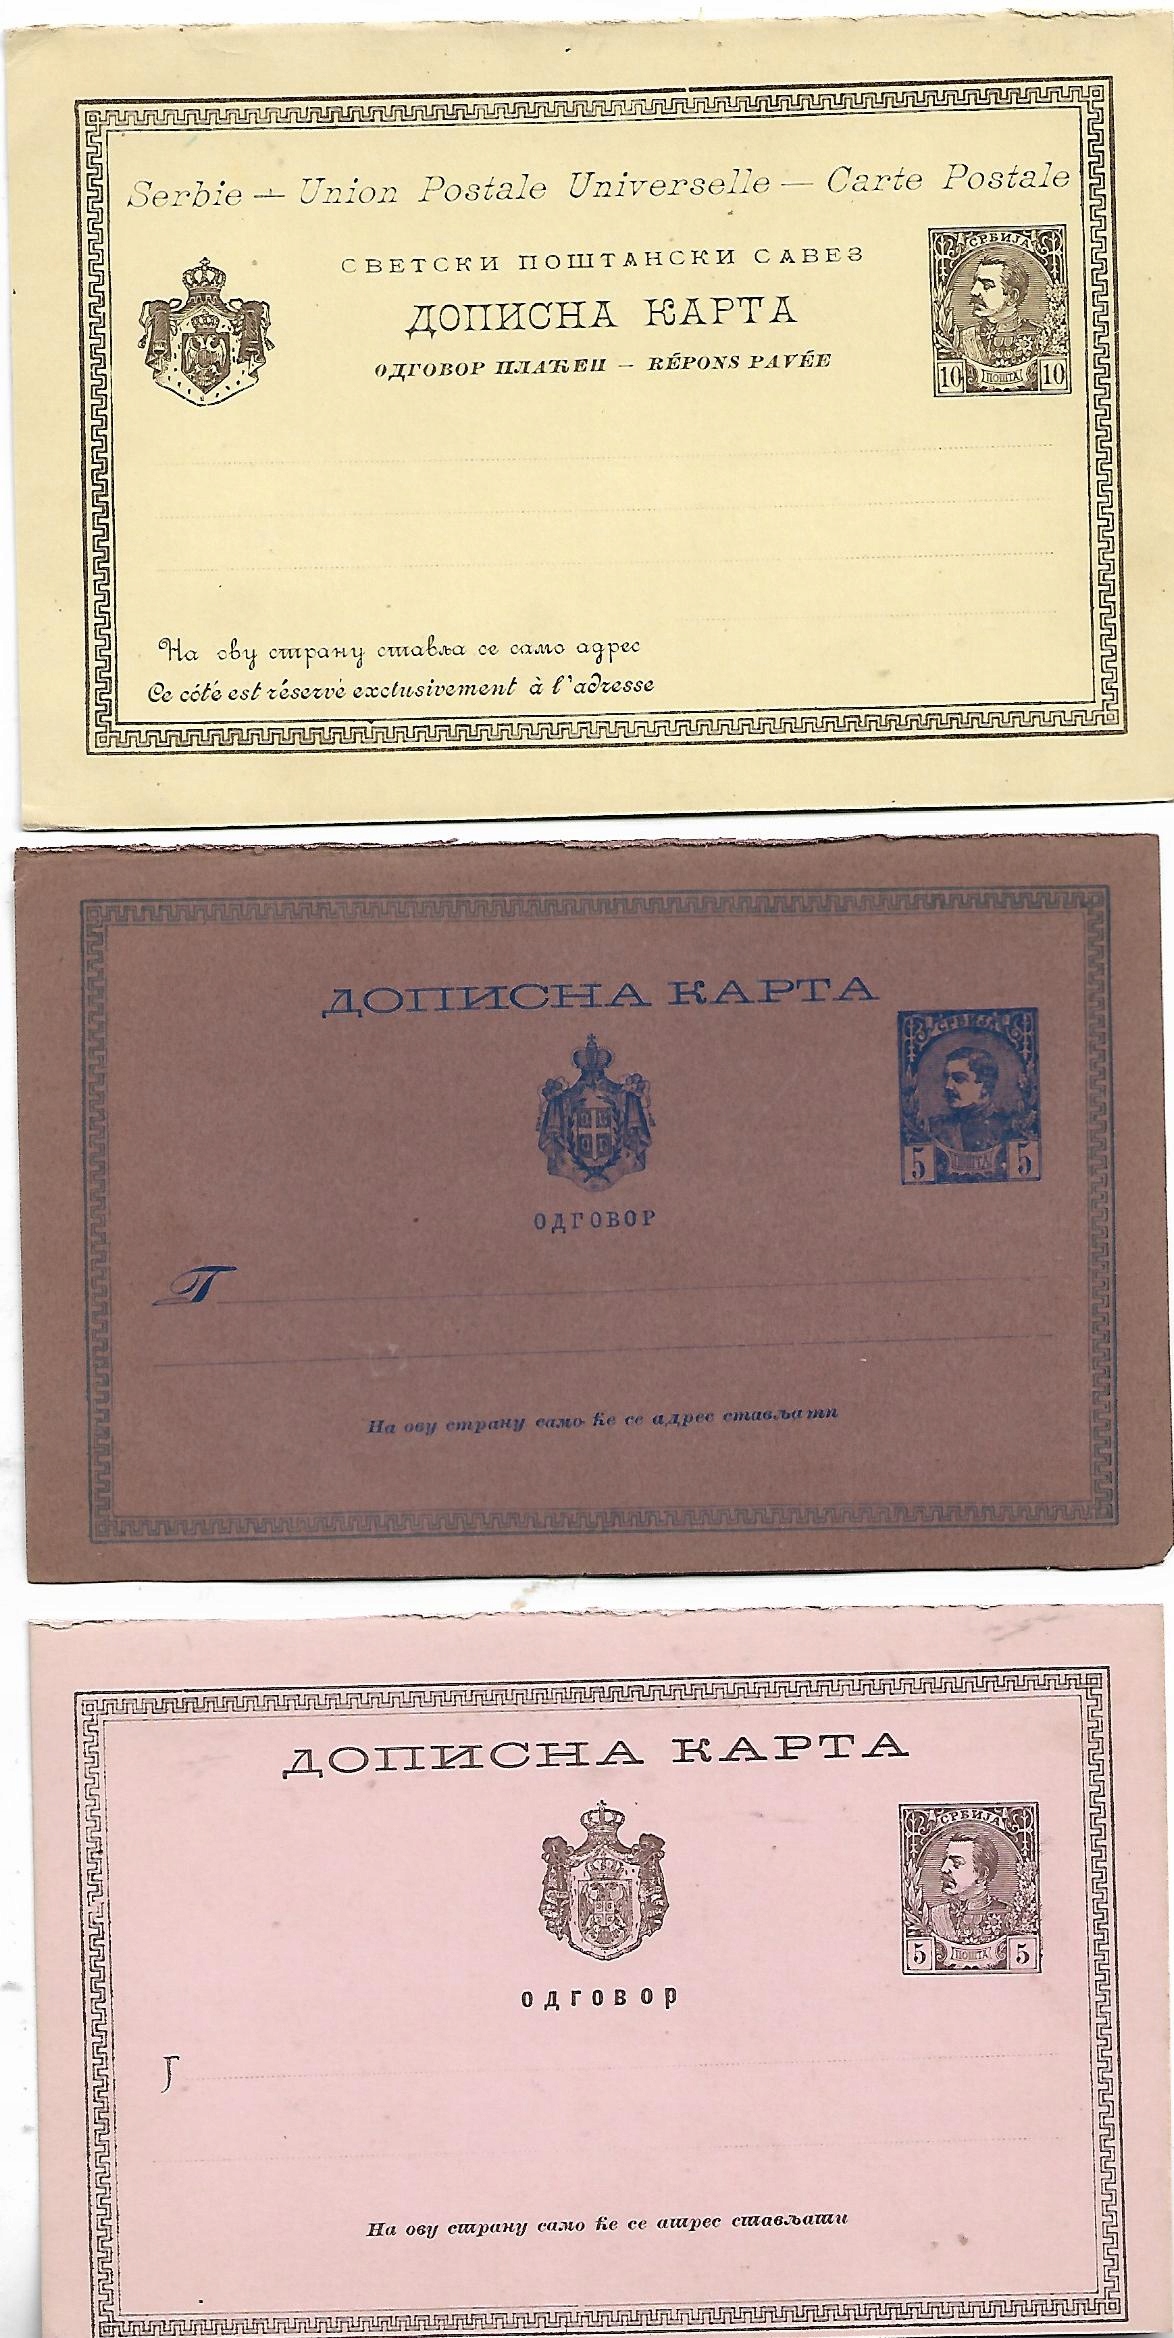 Serbie — Union Postale Universelle — Carte Postale
СВЕТСКИ ПОШТАНСКИ САВЕЗ
ДОПИСНА КАРТА
ОДГОВОР ПЛАЋЕН — RÉPONS PAYÉE
СРБИЈА
10 ПОШТА 10
На ову страну ставља се само адрес
Ce côté est réservé exclusivement à l'adresse
ДОПИСНА КАРТА
СРБИЈА
5 ПОШТА 5
ОДГОВОР
Г
На ову страну само ће се адрес стављати
ДОПИСНА КАРТА
СРБИЈА
5 ПОШТА 5
ОДГОВОР
Г
На ову страну само ће се атрес стављати